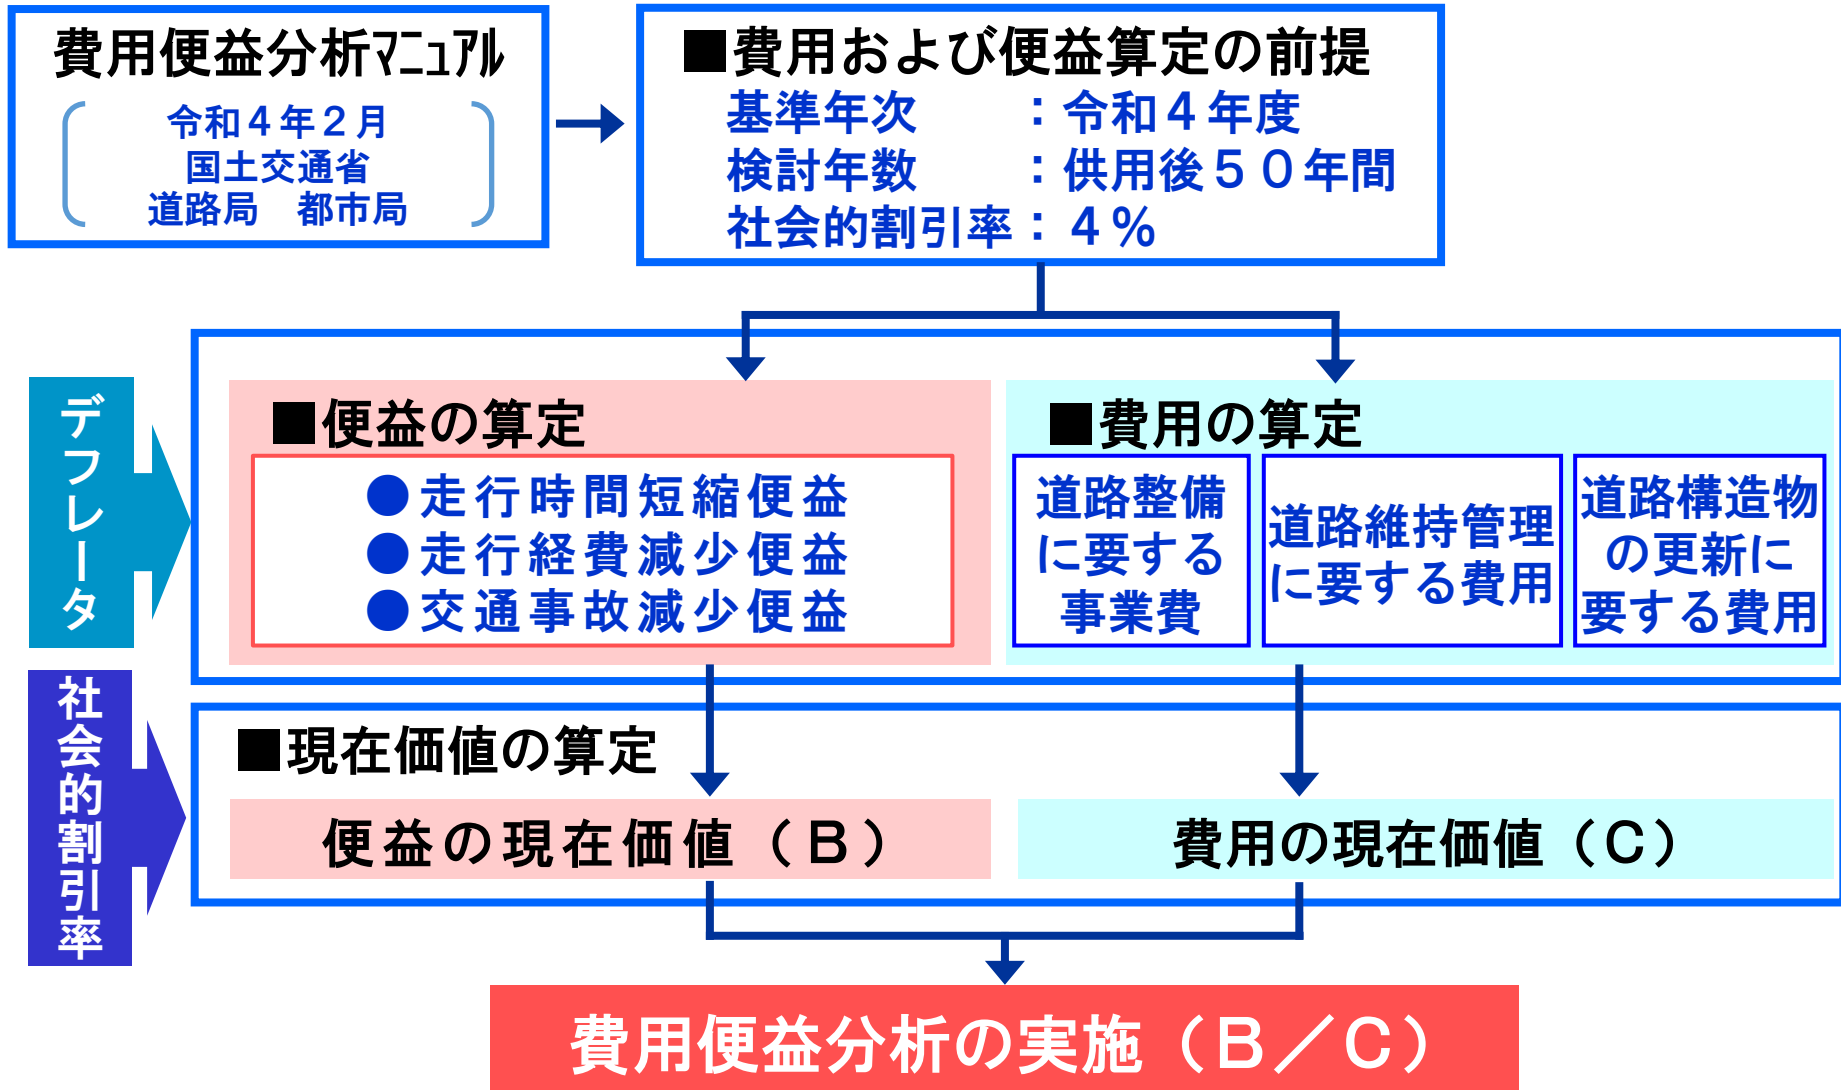 費用便益分析ﾏﾆｭｱﾙ
令和４年２月
国土交通省
道路局　都市局
■費用および便益算定の前提
基準年次　　：令和４年度
検討年数　　：供用後５０年間
社会的割引率：４％
デフレータ
■便益の算定
●走行時間短縮便益
●走行経費減少便益
●交通事故減少便益
■費用の算定
道路整備
に要する
事業費
道路維持管理
に要する費用
道路構造物
の更新に
要する費用
社会的割引率
■現在価値の算定
便益の現在価値（Ｂ）
費用の現在価値（Ｃ）
費用便益分析の実施（Ｂ／Ｃ）